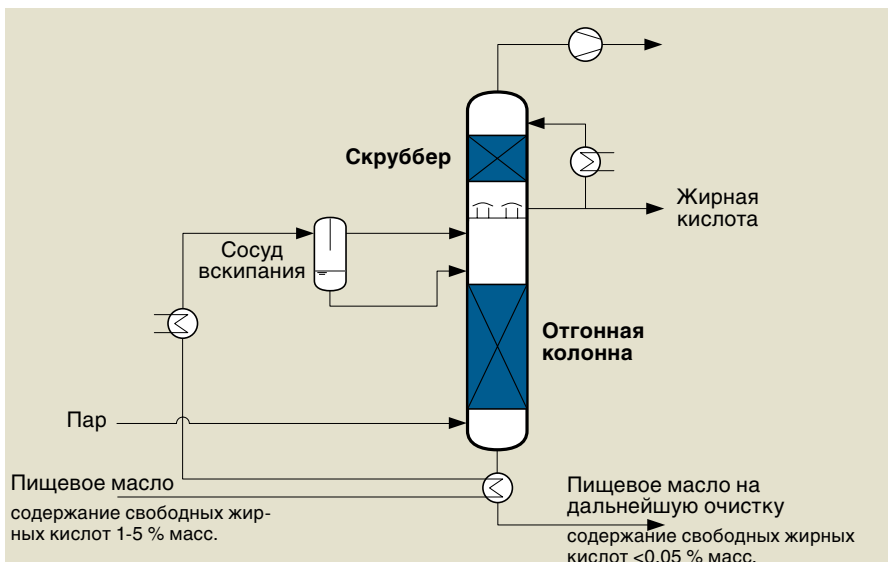 Скруббер
Жирная
кислота
Сосуд
вскипания
Отгонная
колонна
Пар
Пищевое масло
содержание свободных жир-
ных кислот 1-5 % масс.
Пищевое масло на
дальнейшую очистку
содержание свободных жирных
кислот <0,05 % масс.